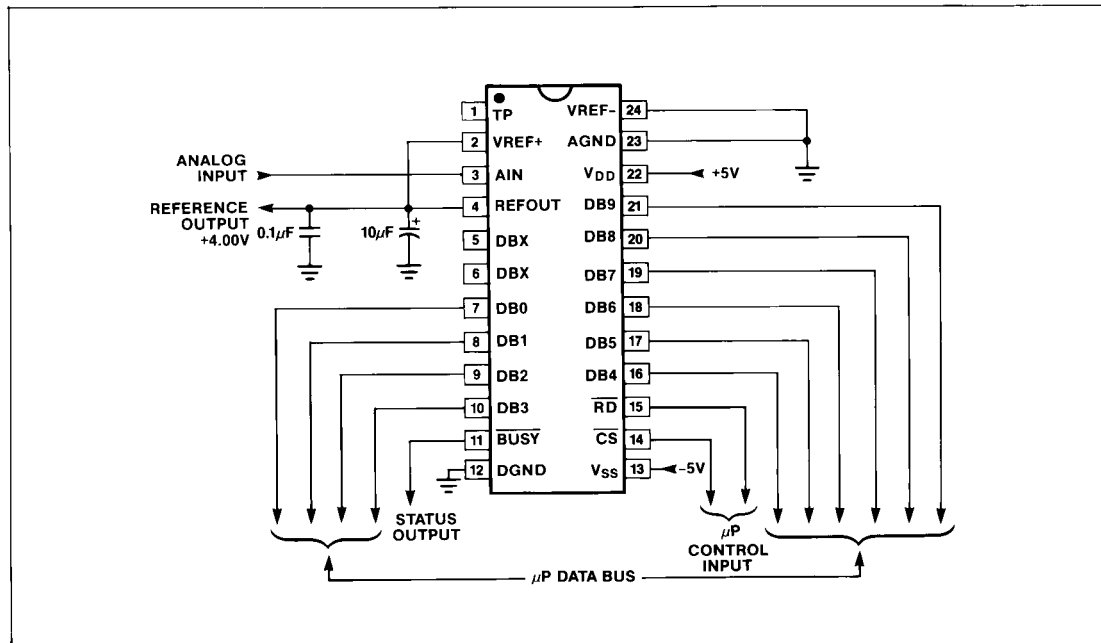 1 TP
2 VREF+
3 AIN
4 REFOUT
5 DBX
6 DBX
7 DB0
8 DB1
9 DB2
10 DB3
11 BUSY
12 DGND
VREF– 24
AGND 23
VDD 22
DB9 21
DB8 20
DB7 19
DB6 18
DB5 17
DB4 16
RD 15
CS 14
VSS 13
ANALOG
INPUT
REFERENCE
OUTPUT
+4.00V
0.1µF
10µF
+
+5V
–5V
STATUS
OUTPUT
µP
CONTROL
INPUT
µP DATA BUS